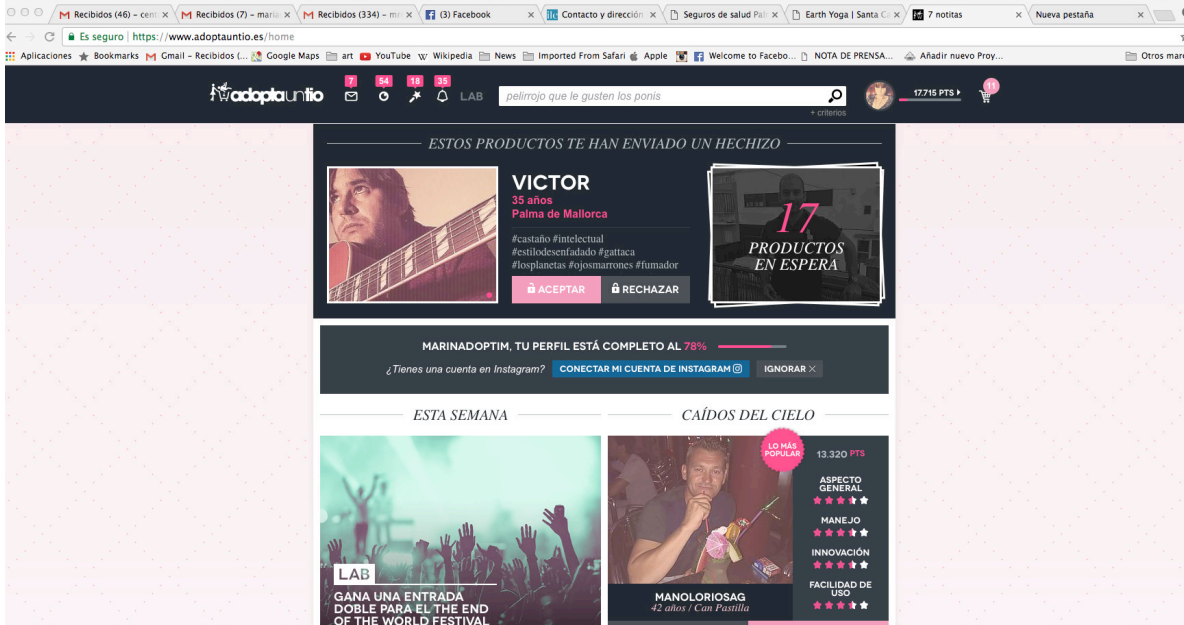 Recibidos (46) – cent
Recibidos (7) – maria
Recibidos (334) – mr
(3) Facebook
Contacto y dirección
Seguros de salud Pal
Earth Yoga | Santa Ca
7 notitas
Nueva pestaña
Es seguro | https://www.adoptauntio.es/home
Aplicaciones
Bookmarks
Gmail – Recibidos (...
Google Maps
art
YouTube
Wikipedia
News
Imported From Safari
Apple
Welcome to Facebo...
NOTA DE PRENSA...
Añadir nuevo Proy...
Otros mar
adoptauntio
7
54
18
35
LAB
pelirrojo que le gusten los ponis
+ criterios
17.715 PTS
11
ESTOS PRODUCTOS TE HAN ENVIADO UN HECHIZO
VICTOR
35 años
Palma de Mallorca
#castaño #intelectual
#estilodesenfadado #gattaca
#losplanetas #ojosmarrones #fumador
ACEPTAR
RECHAZAR
17
PRODUCTOS
EN ESPERA
MARINADOPTIM, TU PERFIL ESTÁ COMPLETO AL 78%
¿Tienes una cuenta en Instagram?
CONECTAR MI CUENTA DE INSTAGRAM
IGNORAR
ESTA SEMANA
LAB
GANA UNA ENTRADA
DOBLE PARA EL THE END
OF THE WORLD FESTIVAL
CAÍDOS DEL CIELO
LO MÁS
POPULAR
13.320 PTS
ASPECTO
GENERAL
MANEJO
INNOVACIÓN
FACILIDAD DE
USO
MANOLORIOSAG
42 años / Can Pastilla